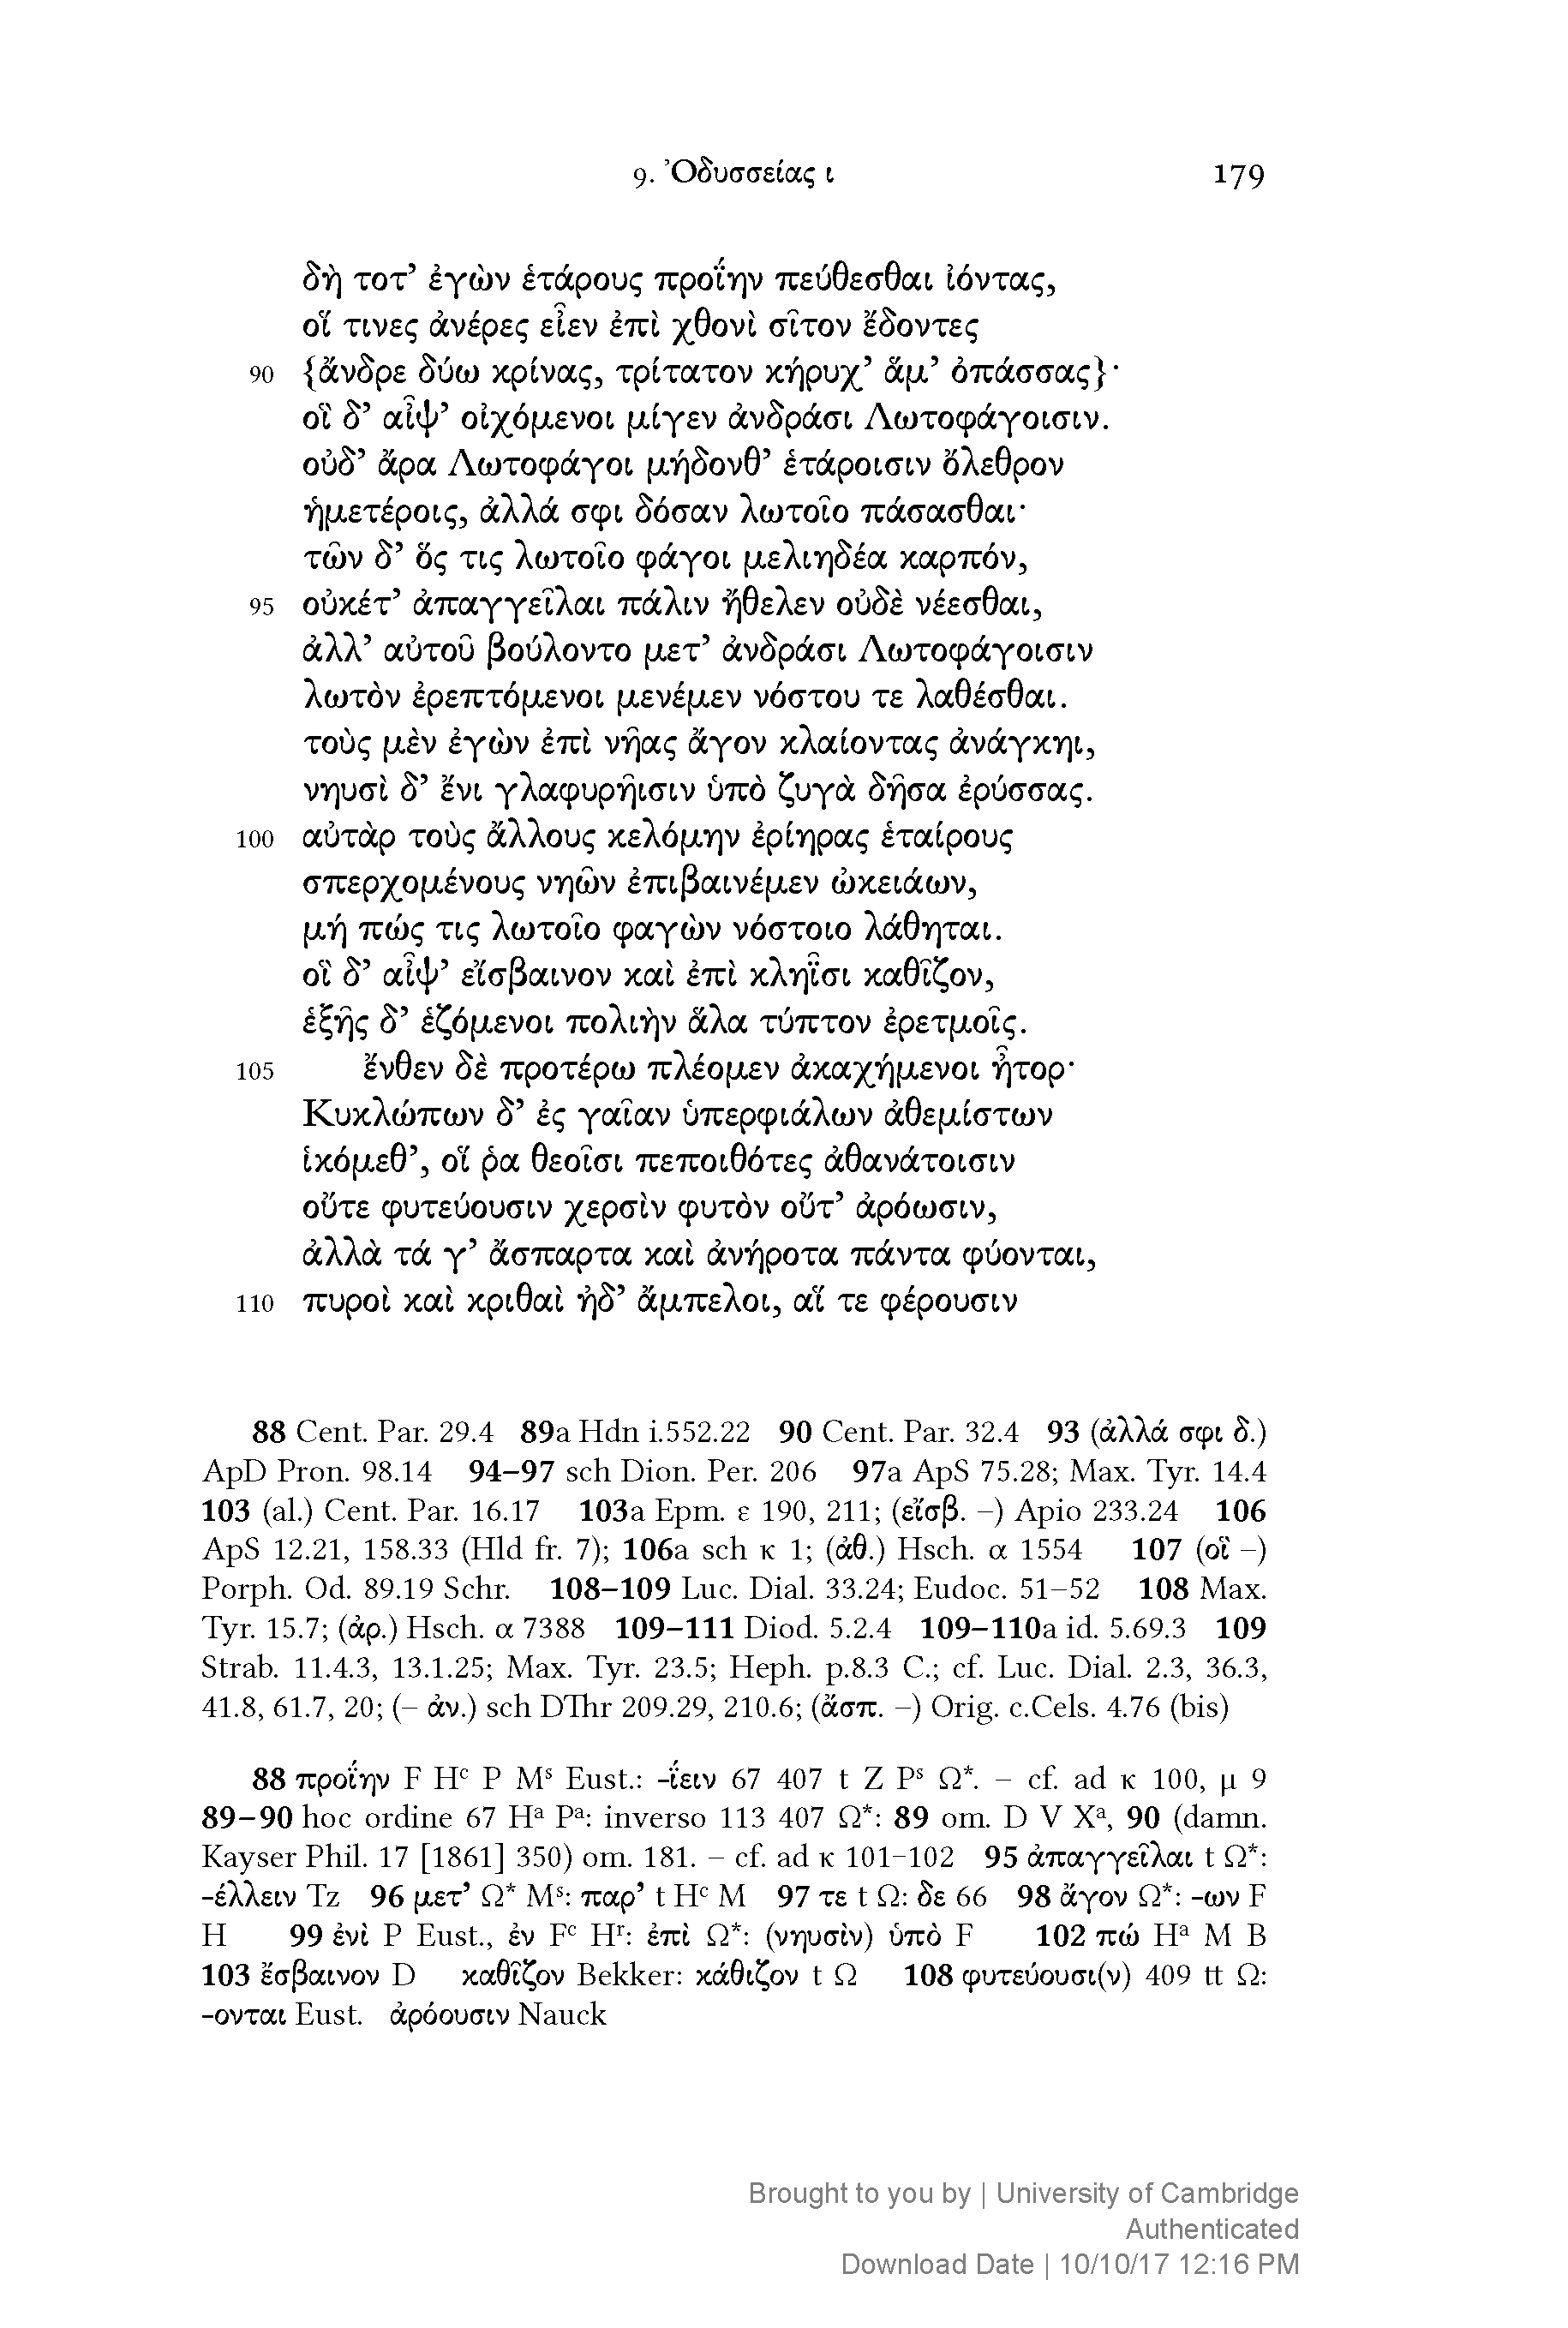 9. Ὀδυσσείας ι 179
δὴ τοτ’ ἐγὼν ἑτάρους προΐην πεύθεσθαι ἰόντας,
οἵ τινες ἀνέρες εἶεν ἐπὶ χθονὶ σῖτον ἔδοντες
90 {ἄνδρε δύω κρίνας, τρίτατον κήρυχ’ ἅμ’ ὀπάσσας}·
οἳ δ’ αἶψ’ οἰχόμενοι μίγεν ἀνδράσι Λωτοφάγοισιν.
οὐδ’ ἄρα Λωτοφάγοι μήδονθ’ ἑτάροισιν ὄλεθρον
ἡμετέροις, ἀλλά σφι δόσαν λωτοῖο πάσασθαι·
τῶν δ’ ὅς τις λωτοῖο φάγοι μελιηδέα καρπόν,
95 οὐκέτ’ ἀπαγγεῖλαι πάλιν ἤθελεν οὐδὲ νέεσθαι,
ἀλλ’ αὐτοῦ βούλοντο μετ’ ἀνδράσι Λωτοφάγοισιν
λωτὸν ἐρεπτόμενοι μενέμεν νόστου τε λαθέσθαι.
τοὺς μὲν ἐγὼν ἐπὶ νῆας ἄγον κλαίοντας ἀνάγκηι,
νηυσὶ δ’ ἔνι γλαφυρῆισιν ὑπὸ ζυγὰ δῆσα ἐρύσσας.
100 αὐτὰρ τοὺς ἄλλους κελόμην ἐρίηρας ἑταίρους
σπερχομένους νηῶν ἐπιβαινέμεν ὠκειάων,
μή πώς τις λωτοῖο φαγὼν νόστοιο λάθηται.
οἳ δ’ αἶψ’ εἴσβαινον καὶ ἐπὶ κληῖσι καθῖζον,
ἑξῆς δ’ ἑζόμενοι πολιὴν ἅλα τύπτον ἐρετμοῖς.
105 ἔνθεν δὲ προτέρω πλέομεν ἀκαχήμενοι ἦτορ·
Κυκλώπων δ’ ἐς γαῖαν ὑπερφιάλων ἀθεμίστων
ἱκόμεθ’, οἵ ῥα θεοῖσι πεποιθότες ἀθανάτοισιν
οὔτε φυτεύουσιν χερσὶν φυτὸν οὔτ’ ἀρόωσιν,
ἀλλὰ τά γ’ ἄσπαρτα καὶ ἀνήροτα πάντα φύονται,
110 πυροὶ καὶ κριθαὶ ἠδ’ ἄμπελοι, αἵ τε φέρουσιν
88 Cent. Par. 29.4 89a Hdn i.552.22 90 Cent. Par. 32.4 93 (ἀλλά σφι δ.)
ApD Pron. 98.14 94–97 sch Dion. Per. 206 97a ApS 75.28; Max. Tyr. 14.4
103 (al.) Cent. Par. 16.17 103a Epm. ε 190, 211; (εἴσβ. –) Apio 233.24 106
ApS 12.21, 158.33 (Hld fr. 7); 106a sch κ 1; (ἀθ.) Hsch. α 1554 107 (οἳ –)
Porph. Od. 89.19 Schr. 108–109 Luc. Dial. 33.24; Eudoc. 51–52 108 Max.
Tyr. 15.7; (ἀρ.) Hsch. α 7388 109–111 Diod. 5.2.4 109–110a id. 5.69.3 109
Strab. 11.4.3, 13.1.25; Max. Tyr. 23.5; Heph. p.8.3 C.; cf. Luc. Dial. 2.3, 36.3,
41.8, 61.7, 20; (– ἀν.) sch DThr 209.29, 210.6; (ἄσπ. –) Orig. c.Cels. 4.76 (bis)
88 προΐην F Hᶜ P Mˢ Eust.: -ΐειν 67 407 t Z Pˢ Ω*. – cf. ad κ 100, μ 9
89–90 hoc ordine 67 Hᵃ Pᵃ: inverso 113 407 Ω*: 89 om. D V Xᵃ, 90 (damn.
Kayser Phil. 17 [1861] 350) om. 181. – cf. ad κ 101–102 95 ἀπαγγεῖλαι t Ω*:
-έλλειν Tz 96 μετ’ Ω* Mˢ: παρ’ t Hᶜ M 97 τε t Ω: δε 66 98 ἄγον Ω*: -ων F
H 99 ἐνὶ P Eust., ἐν Fᶜ Hʳ: ἐπὶ Ω*: (νηυσὶν) ὑπὸ F 102 πώ Hᵃ M B
103 ἔσβαινον D καθῖζον Bekker: κάθιζον t Ω 108 φυτεύουσι(ν) 409 tt Ω:
-ονται Eust. ἀρόουσιν Nauck
Brought to you by | University of Cambridge
Authenticated
Download Date | 10/10/17 12:16 PM